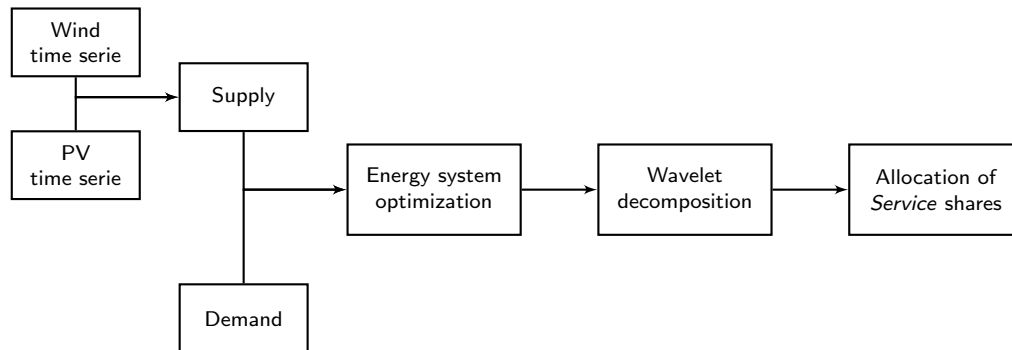 Wind
time serie
PV
time serie
Supply
Demand
Energy system
optimization
Wavelet
decomposition
Allocation of
Service shares